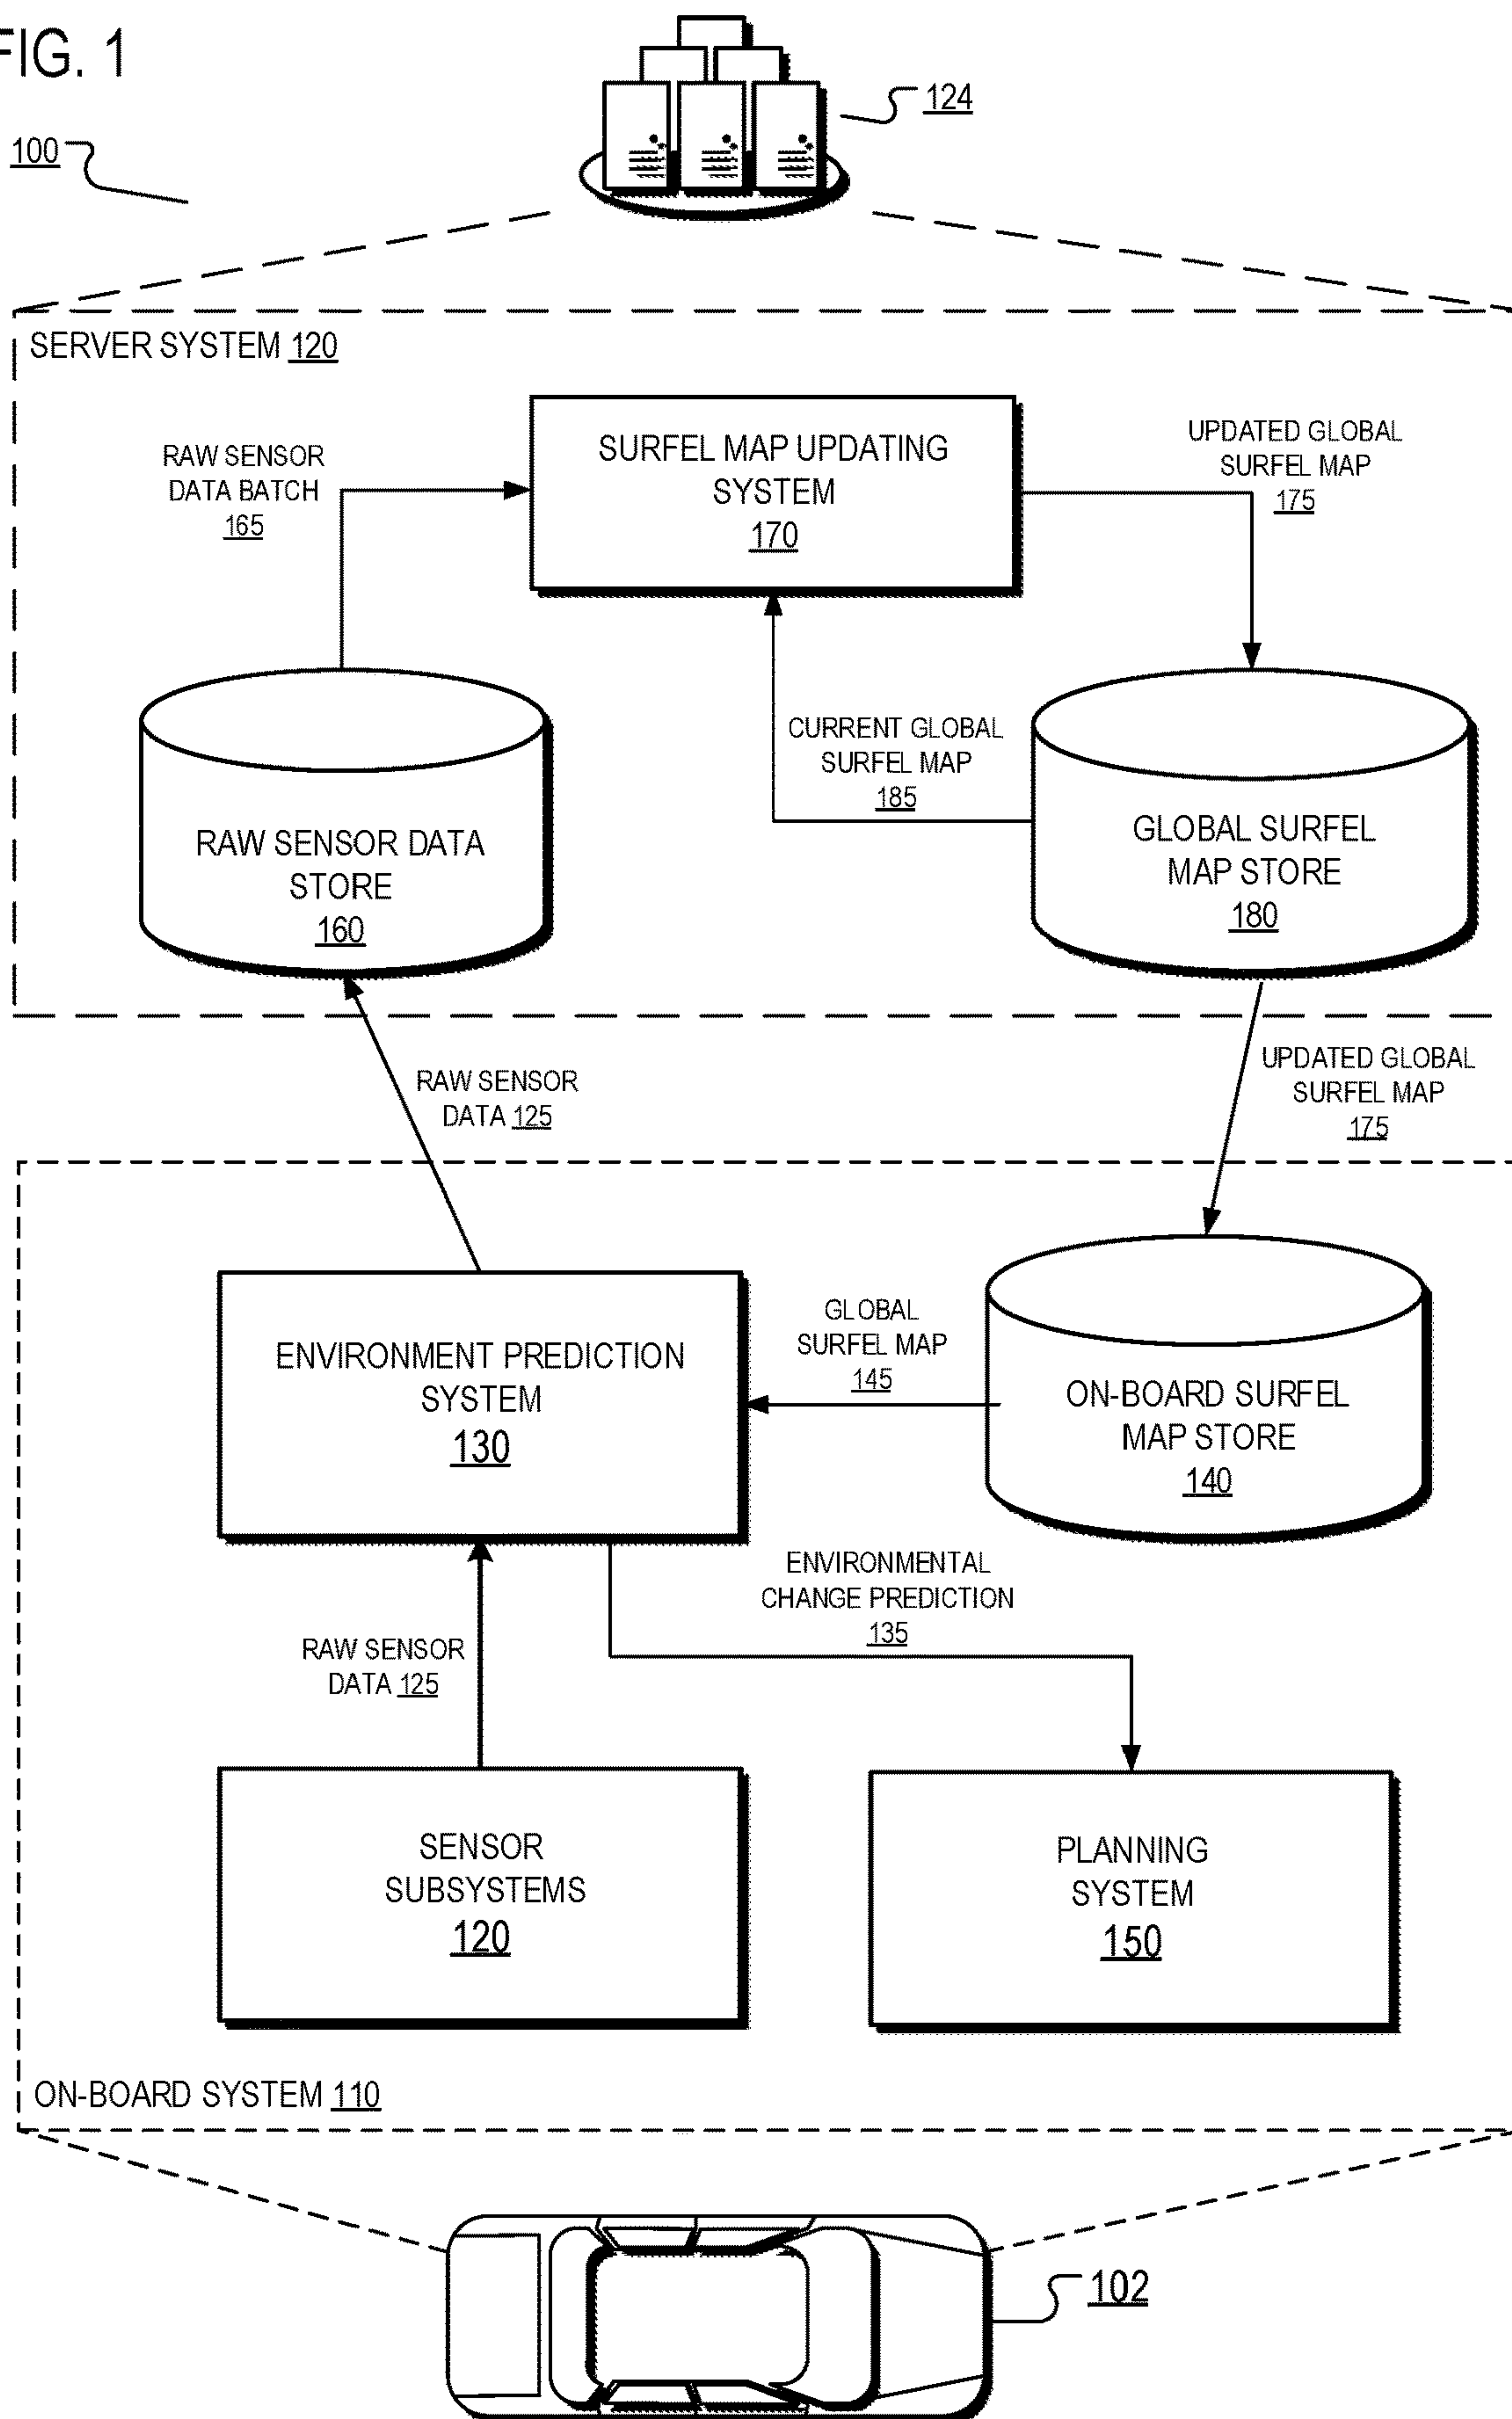 FIG. 1
124
100
SERVER SYSTEM 120
RAW SENSOR
DATA BATCH
165
SURFEL MAP UPDATING
SYSTEM
170
UPDATED GLOBAL
SURFEL MAP
175
CURRENT GLOBAL
SURFEL MAP
185
RAW SENSOR DATA
STORE
160
GLOBAL SURFEL
MAP STORE
180
RAW SENSOR
DATA 125
UPDATED GLOBAL
SURFEL MAP
175
ENVIRONMENT PREDICTION
SYSTEM
130
GLOBAL
SURFEL MAP
145
ON-BOARD SURFEL
MAP STORE
140
ENVIRONMENTAL
CHANGE PREDICTION
135
RAW SENSOR
DATA 125
SENSOR
SUBSYSTEMS
120
PLANNING
SYSTEM
150
ON-BOARD SYSTEM 110
102